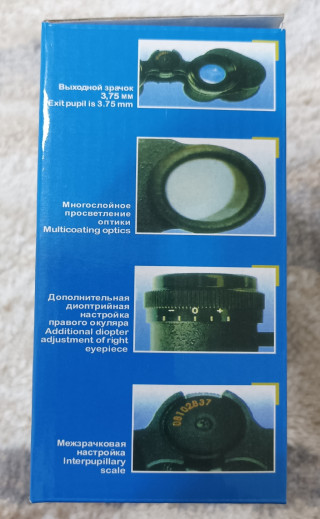 Выходной зрачок
3,75 мм
Exit pupil is 3.75 mm
Многослойное
просветление
оптики
Multicoating optics
Дополнительная
диоптрийная
настройка
правого окуляра
Additional diopter
adjustment of right
eyepiece
− 0 +
Межзрачковая
настройка
Interpupillary
scale